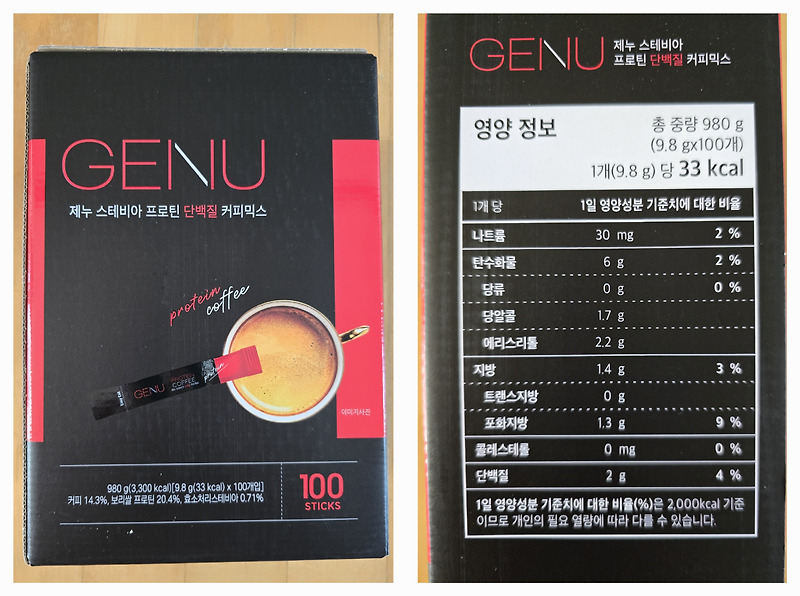 GENU
제누 스테비아 프로틴 단백질 커피믹스
protein
coffee
GENU
PROTEIN
COFFEE
이미지사진
980 g(3,300 kcal)[9.8 g(33 kcal) x 100개입]
커피 14.3%, 보리쌀 프로틴 20.4%, 효소처리스테비아 0.71%
100
STICKS
GENU
제누 스테비아
프로틴 단백질 커피믹스
영양 정보
총 중량 980 g
(9.8 gx100개)
1개(9.8 g) 당 33 kcal
1개 당 1일 영양성분 기준치에 대한 비율
나트륨 30 mg 2 %
탄수화물 6 g 2 %
당류 0 g 0 %
당알콜 1.7 g
에리스리톨 2.2 g
지방 1.4 g 3 %
트랜스지방 0 g
포화지방 1.3 g 9 %
콜레스테롤 0 mg 0 %
단백질 2 g 4 %
1일 영양성분 기준치에 대한 비율(%)은 2,000kcal 기준
이므로 개인의 필요 열량에 따라 다를 수 있습니다.